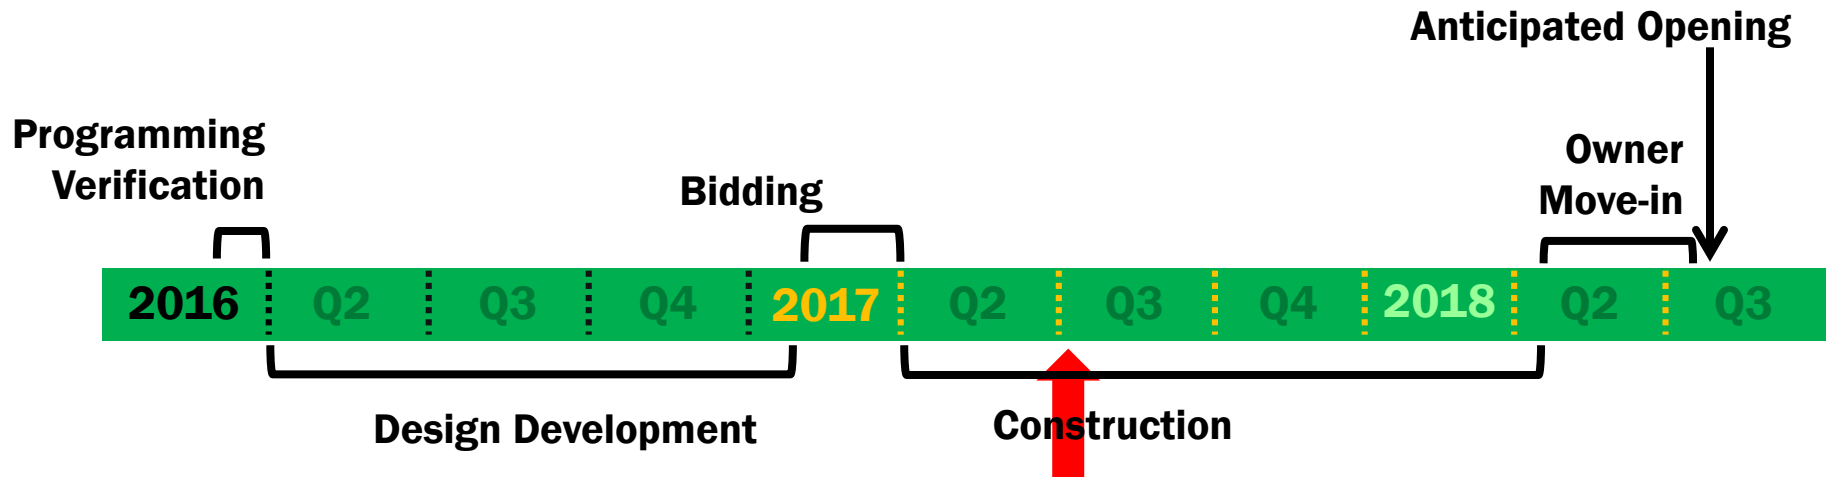 Anticipated Opening
Programming
Verification
Bidding
Owner
Move-in
2016 Q2 Q3 Q4 2017 Q2 Q3 Q4 2018 Q2 Q3
Design Development
Construction